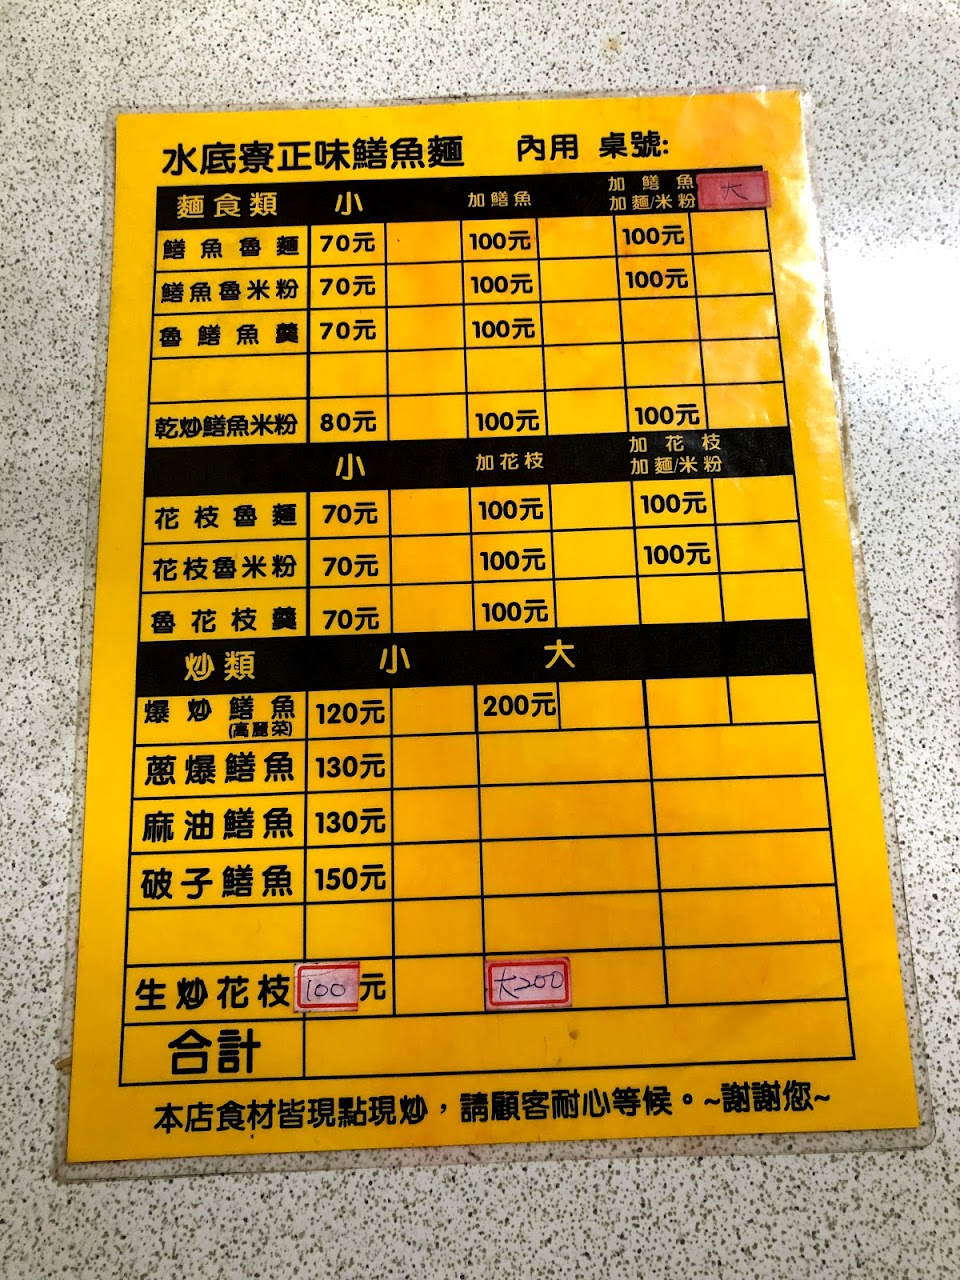 水底寮正味鱔魚麵 內用 桌號:
麵食類 小 加鱔魚 加鱔魚 加麵/米粉 大
鱔魚魯麵 70元 100元 100元
鱔魚魯米粉 70元 100元 100元
魯鱔魚羹 70元 100元
乾炒鱔魚米粉 80元 100元 100元
小 加花枝 加花枝 加麵/米粉
花枝魯麵 70元 100元 100元
花枝魯米粉 70元 100元 100元
魯花枝羹 70元 100元
炒類 小 大
爆炒鱔魚 120元 200元
(高麗菜)
蔥爆鱔魚 130元
麻油鱔魚 130元
破子鱔魚 150元
生炒花枝 100元 大200
合計
本店食材皆現點現炒，請顧客耐心等候。~謝謝您~